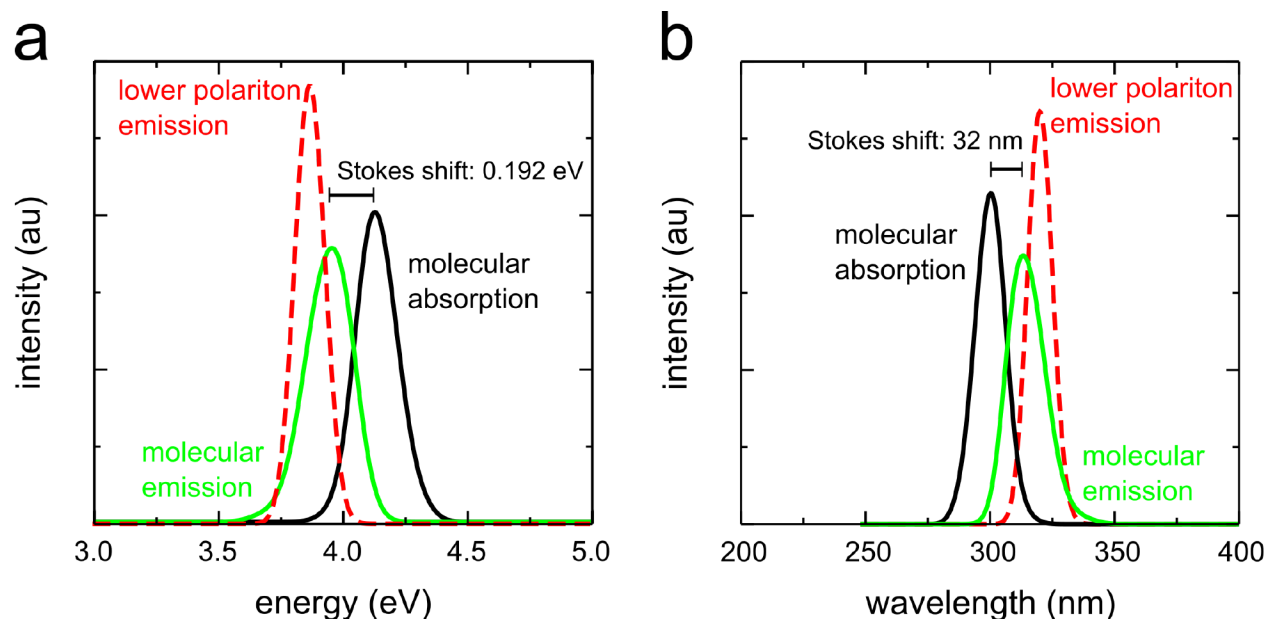 a
lower polariton
emission
Stokes shift: 0.192 eV
molecular
absorption
molecular
emission
intensity (au)
3.0 3.5 4.0 4.5 5.0
energy (eV)
b
lower polariton
emission
Stokes shift: 32 nm
molecular
absorption
molecular
emission
intensity (au)
200 250 300 350 400
wavelength (nm)